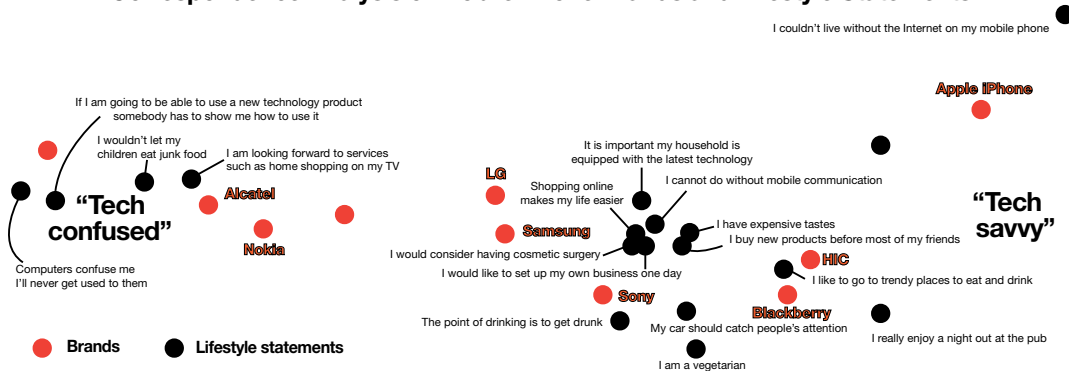 I couldn't live without the Internet on my mobile phone
Apple iPhone
If I am going to be able to use a new technology product
somebody has to show me how to use it
I wouldn't let my
children eat junk food
I am looking forward to services
such as home shopping on my TV
It is important my household is
equipped with the latest technology
LG
Shopping online
makes my life easier
I cannot do without mobile communication
Alcatel
"Tech
confused"
"Tech
savvy"
Nokia
Samsung
I have expensive tastes
I buy new products before most of my friends
I would consider having cosmetic surgery
HIC
I would like to set up my own business one day
Computers confuse me
I'll never get used to them
I like to go to trendy places to eat and drink
Sony
Blackberry
The point of drinking is to get drunk
My car should catch people's attention
I really enjoy a night out at the pub
Brands
Lifestyle statements
I am a vegetarian